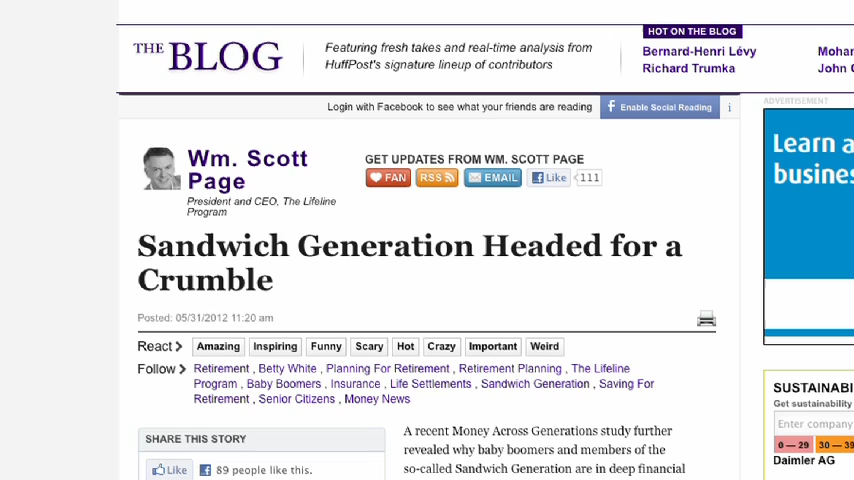 HOT ON THE BLOG
THE BLOG
Featuring fresh takes and real-time analysis from
HuffPost's signature lineup of contributors
Bernard-Henri Lévy
Richard Trumka
Mohan
John C
Login with Facebook to see what your friends are reading
Enable Social Reading
i
ADVERTISEMENT
Learn a
busines
Wm. Scott
Page
President and CEO, The Lifeline
Program
GET UPDATES FROM WM. SCOTT PAGE
FAN RSS EMAIL Like 111
Sandwich Generation Headed for a
Crumble
Posted: 05/31/2012 11:20 am
React Amazing Inspiring Funny Scary Hot Crazy Important Weird
Follow Retirement , Betty White , Planning For Retirement , Retirement Planning , The Lifeline
Program , Baby Boomers , Insurance , Life Settlements , Sandwich Generation , Saving For
Retirement , Senior Citizens , Money News
SHARE THIS STORY
Like 89 people like this.
A recent Money Across Generations study further
revealed why baby boomers and members of the
so-called Sandwich Generation are in deep financial
SUSTAINABI
Get sustainability
Enter company
0 — 29 30 — 39
Daimler AG